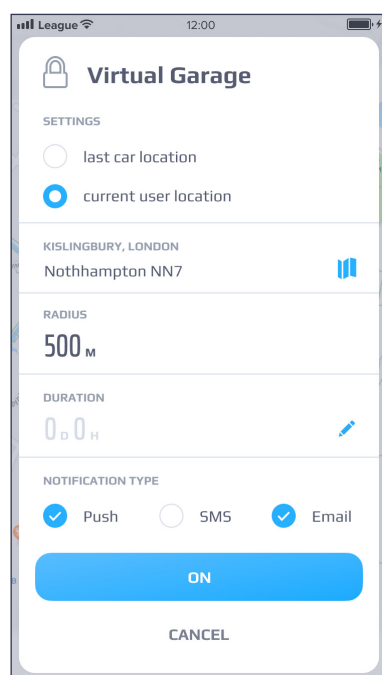 League
12:00
Virtual Garage
SETTINGS
last car location
current user location
KISLINGBURY, LONDON
Nothhampton NN7
RADIUS
500 M
DURATION
0 D 0 H
NOTIFICATION TYPE
Push SMS Email
ON
CANCEL